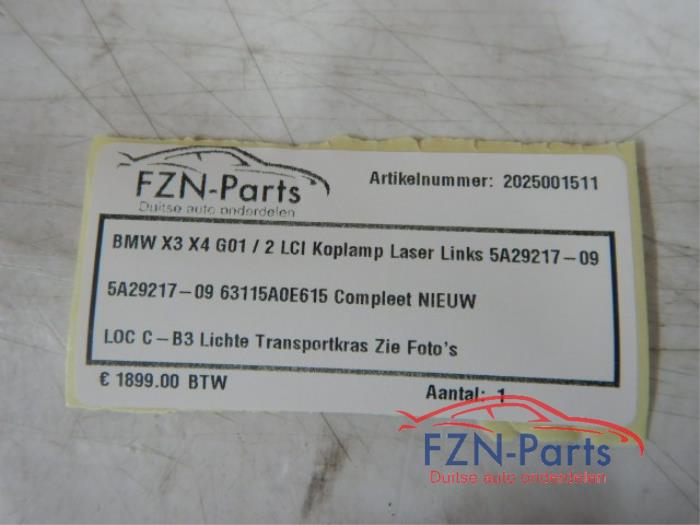 FZN-Parts
Duitse auto onderdelen
Artikelnummer: 2025001511
BMW X3 X4 G01 / 2 LCI Koplamp Laser Links 5A29217-09
5A29217-09 63115A0E615 Compleet NIEUW
LOC C-B3 Lichte Transportkras Zie Foto's
€ 1899.00 BTW
Aantal: 1
FZN-Parts
Duitse auto onderdelen